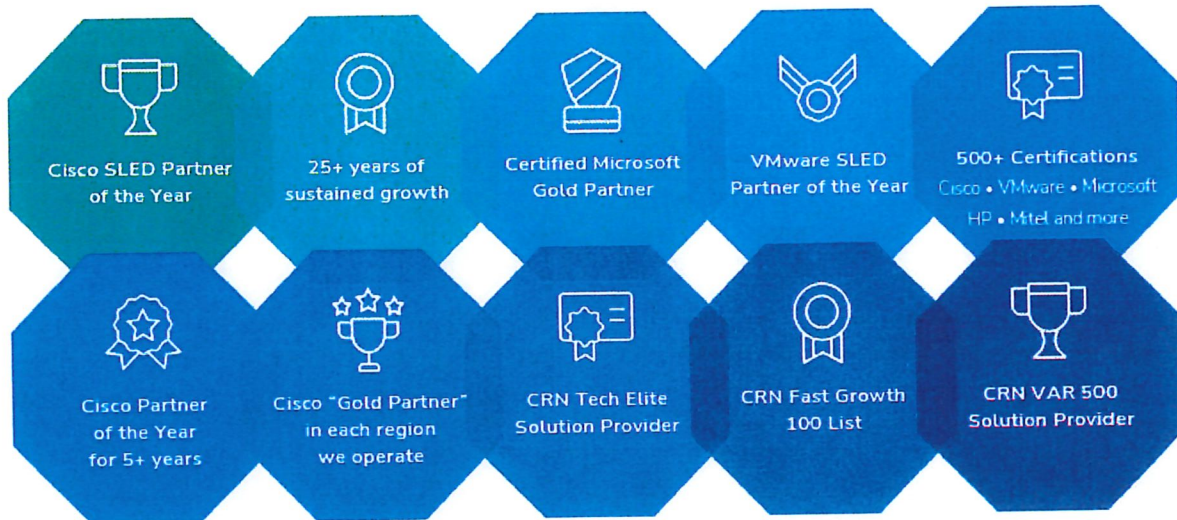 Cisco SLED Partner
of the Year
25+ years of
sustained growth
Certified Microsoft
Gold Partner
VMware SLED
Partner of the Year
500+ Certifications
Cisco • VMware • Microsoft
HP • Mitel and more
Cisco Partner
of the Year
for 5+ years
Cisco "Gold Partner"
in each region
we operate
CRN Tech Elite
Solution Provider
CRN Fast Growth
100 List
CRN VAR 500
Solution Provider